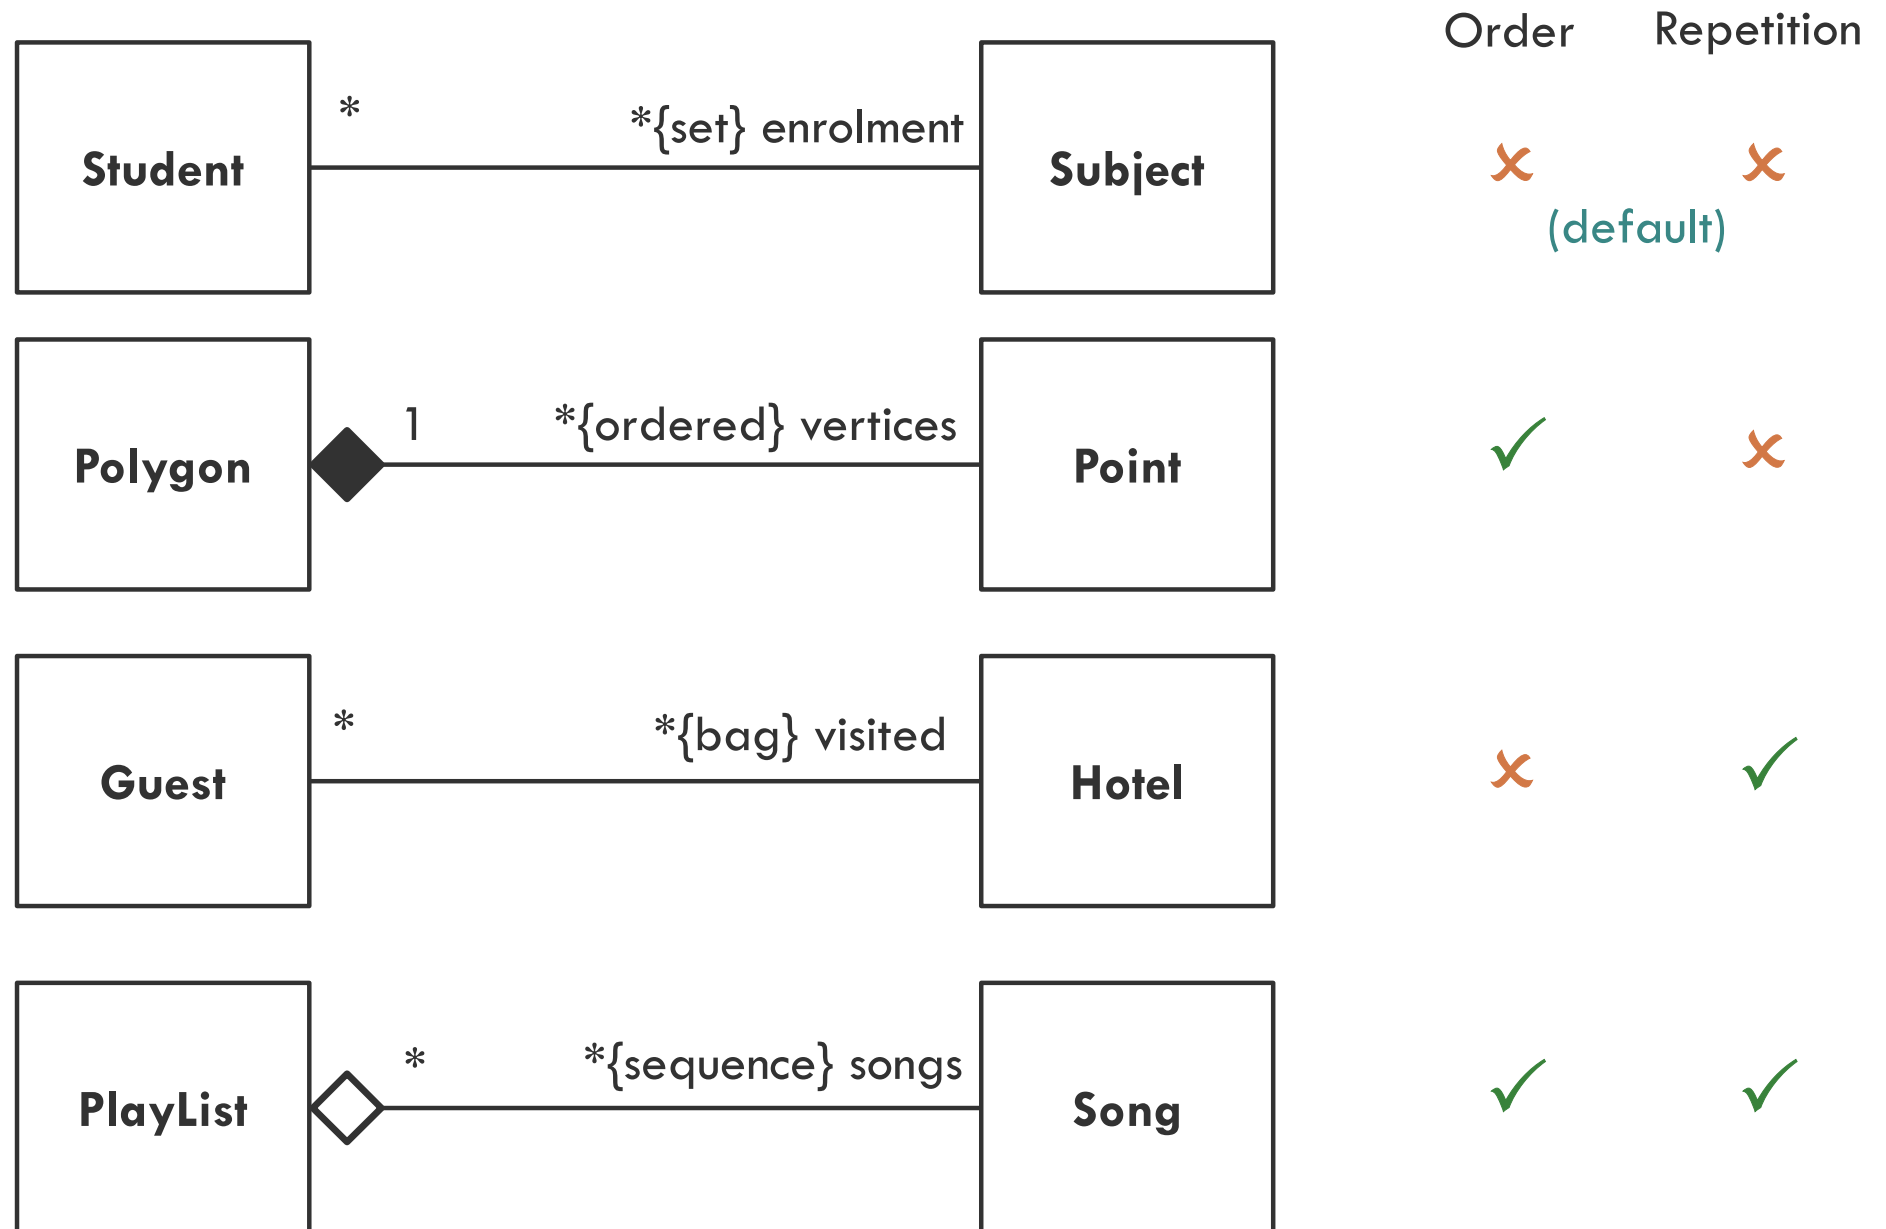 Order Repetition
* *{set} enrolment
Student Subject
(default)
1 *{ordered} vertices
Polygon Point
* *{bag} visited
Guest Hotel
* *{sequence} songs
PlayList Song